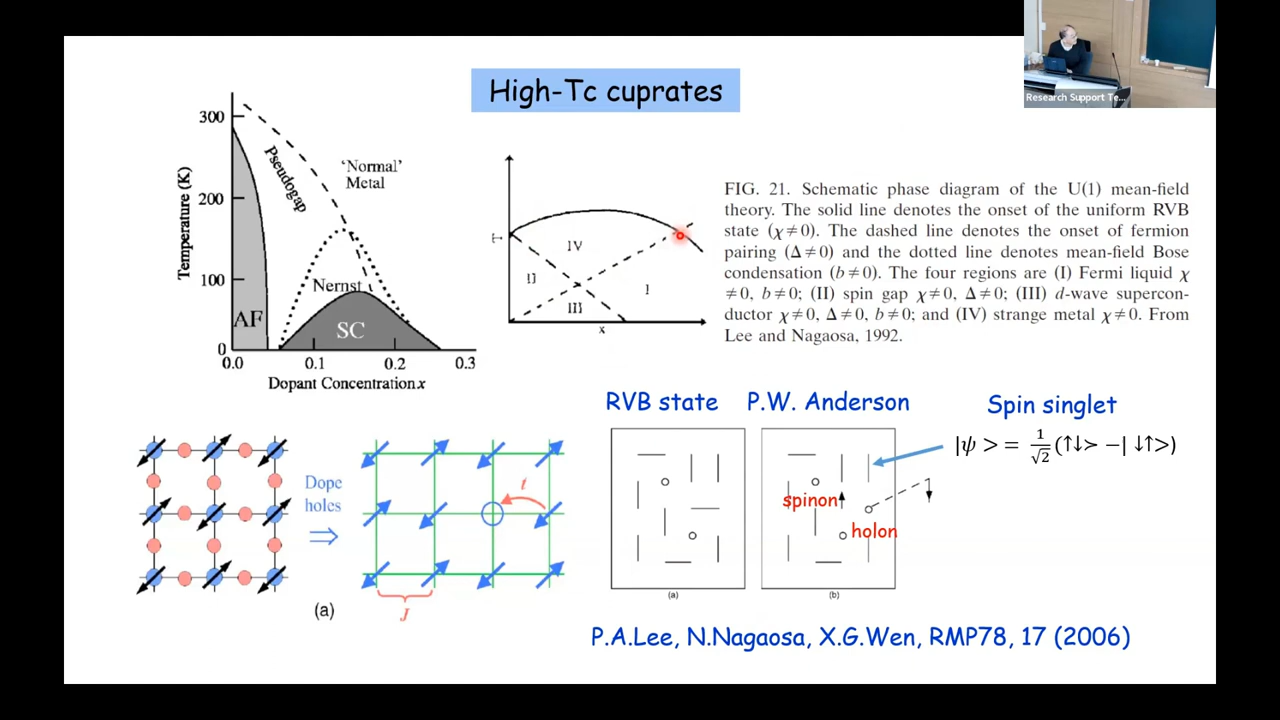 Research Support Te...
High-Tc cuprates
300
200
100
0
Temperature (K)
Pseudogap
'Normal'
Metal
Nernst
AF
SC
0.0
0.1
0.2
0.3
Dopant Concentration x
T
IV
II
I
III
x
FIG. 21. Schematic phase diagram of the U(1) mean-field
theory. The solid line denotes the onset of the uniform RVB
state (χ≠0). The dashed line denotes the onset of fermion
pairing (Δ≠0) and the dotted line denotes mean-field Bose
condensation (b≠0). The four regions are (I) Fermi liquid χ
≠0, b≠0; (II) spin gap χ≠0, Δ≠0; (III) d-wave supercon-
ductor χ≠0, Δ≠0, b≠0; and (IV) strange metal χ≠0. From
Lee and Nagaosa, 1992.
RVB state P.W. Anderson
Spin singlet
|ψ > = 1/√2 (↑↓> −| ↓↑>)
Dope
holes
⇒
t
J
(a)
spinon
holon
(a)
(b)
P.A.Lee, N.Nagaosa, X.G.Wen, RMP78, 17 (2006)